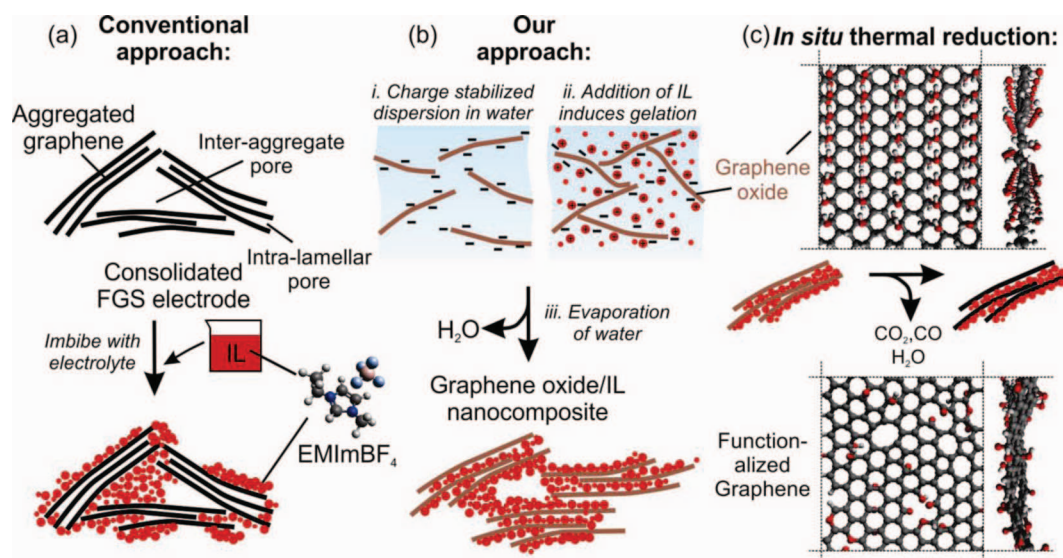 (a)
Conventional
approach:
Aggregated
graphene
Inter-aggregate
pore
Intra-lamellar
pore
Consolidated
FGS electrode
Imbibe with
electrolyte
IL
EMImBF4
(b)
Our
approach:
i. Charge stabilized
dispersion in water
ii. Addition of IL
induces gelation
Graphene
oxide
H2O
iii. Evaporation
of water
Graphene oxide/IL
nanocomposite
(c) In situ thermal reduction:
CO2,CO
H2O
Function-
alized
Graphene